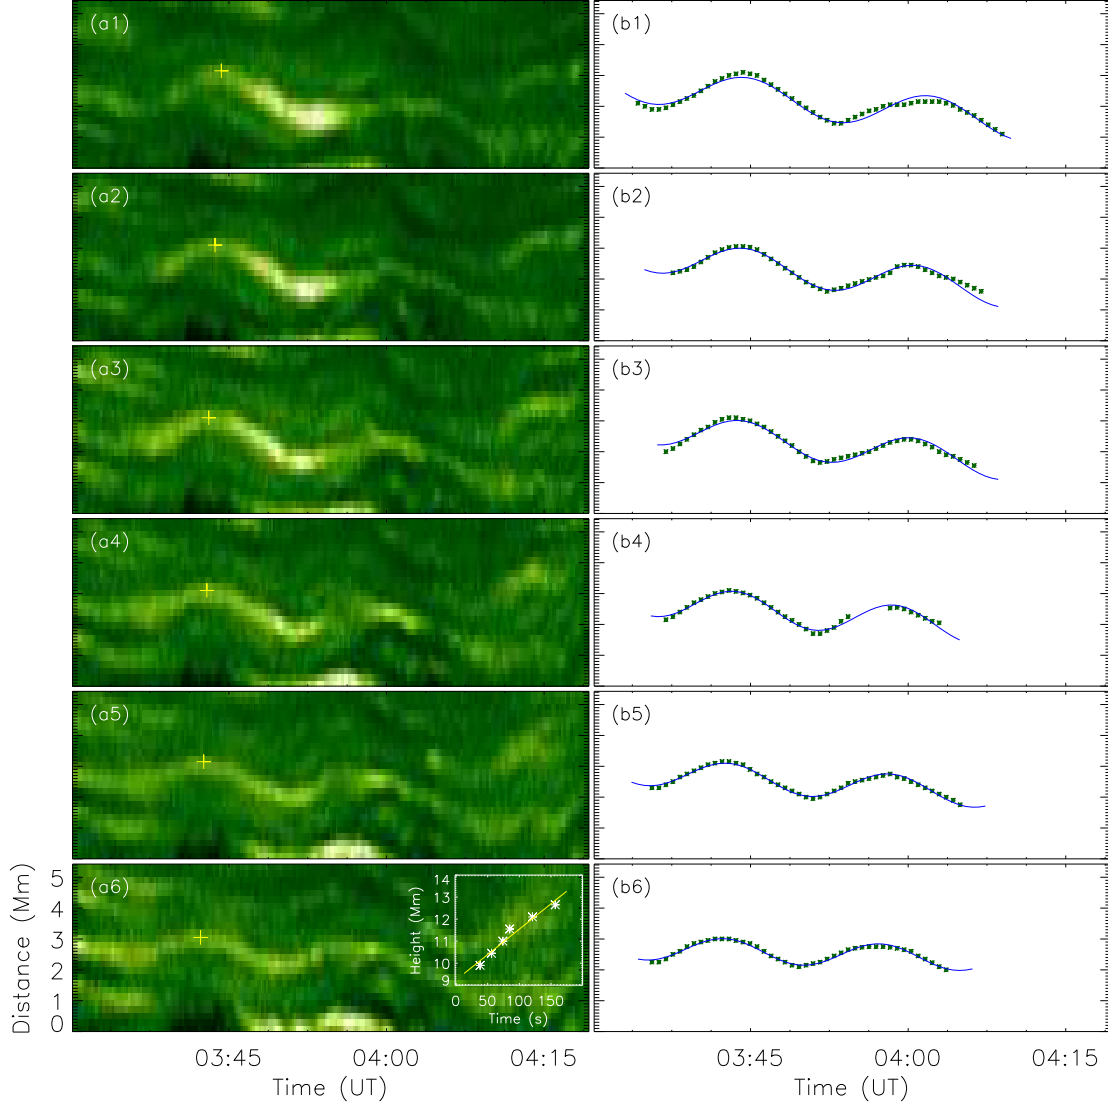 (a1) (b1)
(a2) (b2)
(a3) (b3)
(a4) (b4)
(a5) (b5)
(a6) (b6)
5
4
3
2
1
0
Distance (Mm)
14
13
12
11
10
9
Height (Mm)
0 50 100 150
Time (s)
03:45 04:00 04:15 03:45 04:00 04:15
Time (UT) Time (UT)